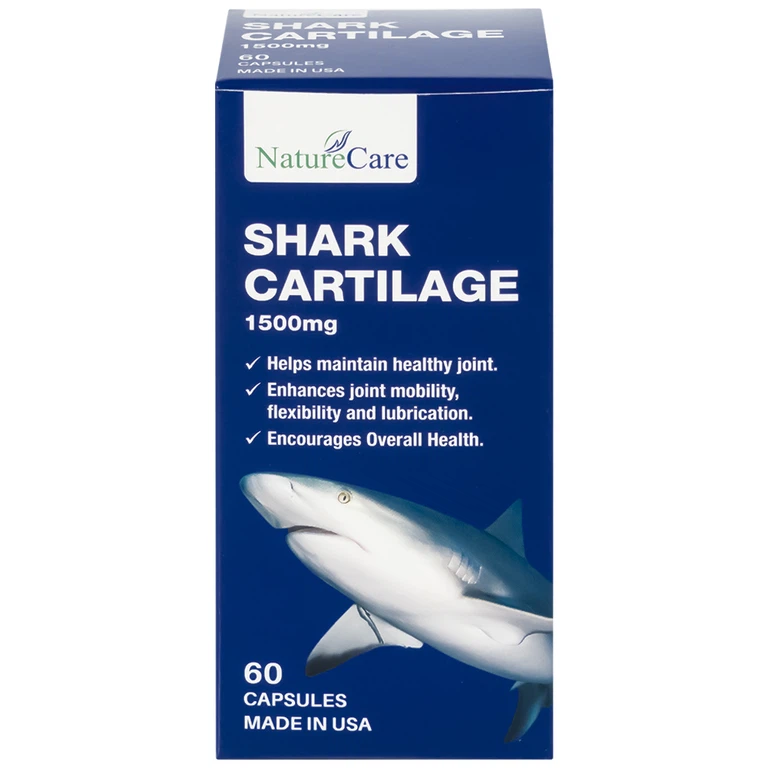 NatureCare
SHARK
CARTILAGE
1500mg
60
CAPSULES
MADE IN USA
NatureCare
SHARK
CARTILAGE
1500mg
✓ Helps maintain healthy joint.
✓ Enhances joint mobility,
flexibility and lubrication.
✓ Encourages Overall Health.
60
CAPSULES
MADE IN USA